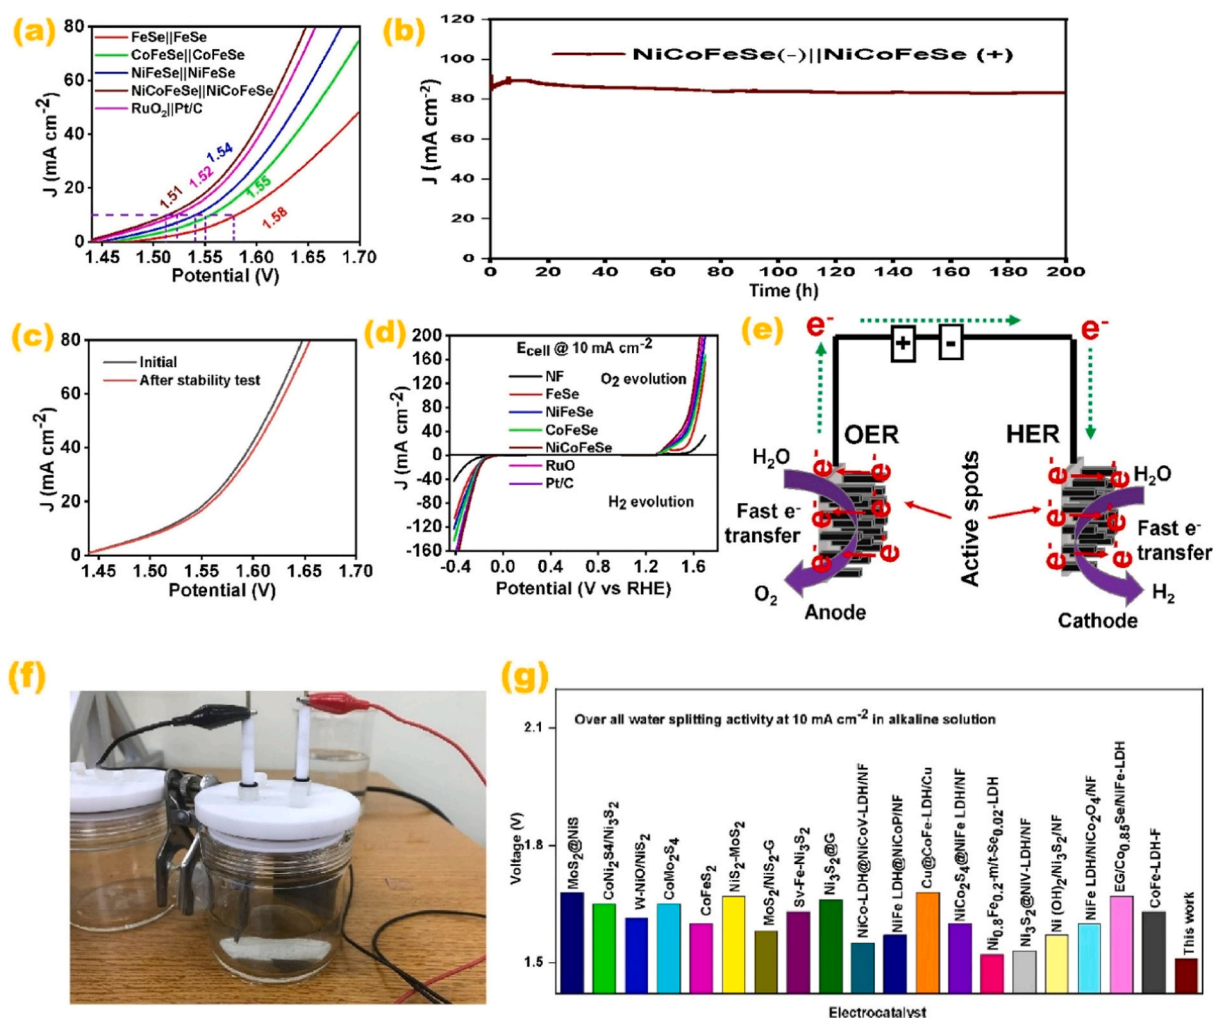 (a)
80
60
40
20
0
J (mA cm-2)
FeSe||FeSe
CoFeSe||CoFeSe
NiFeSe||NiFeSe
NiCoFeSe||NiCoFeSe
RuO2||Pt/C
1.51
1.52
1.54
1.55
1.58
1.45 1.50 1.55 1.60 1.65 1.70
Potential (V)
(b)
120
100
80
60
40
20
0
J (mA cm-2)
NiCoFeSe(-)||NiCoFeSe (+)
0 20 40 60 80 100 120 140 160 180 200
Time (h)
(c)
80
60
40
20
0
J (mA cm-2)
Initial
After stability test
1.45 1.50 1.55 1.60 1.65 1.70
Potential (V)
(d)
200
160
120
80
40
0
-40
-80
-120
-160
J (mA cm-2)
Ecell @ 10 mA cm-2
NF
FeSe
NiFeSe
CoFeSe
NiCoFeSe
RuO
Pt/C
O2 evolution
H2 evolution
-0.4 0.0 0.4 0.8 1.2 1.6
Potential (V vs RHE)
(e)
e-
e-
+
-
OER
HER
H2O
H2O
e-
e-
e-
e-
e-
e-
e-
e-
e-
e-
e-
e-
Fast e-
transfer
Active spots
Fast e-
transfer
O2
H2
Anode
Cathode
(f)
(g)
Over all water splitting activity at 10 mA cm-2 in alkaline solution
2.1
1.8
1.5
Voltage (V)
MoS2@NiS
CoNi2S4/Ni3S2
W-NiO/NiS2
CoMo2S4
CoFeS2
NiS2-MoS2
MoS2/NiS2-G
Sv-Fe-Ni3S2
Ni3S2@G
NiCo-LDH@NiCoV-LDH/NF
NiFe LDH@NiCoP/NF
Cu@CoFe-LDH/Cu
NiCo2S4@NiFe LDH/NF
Ni0.8Fe0.2-m/t-Se0.02-LDH
Ni3S2@NiV-LDH/NF
Ni (OH)2/Ni3S2/NF
NiFe LDH/NiCo2O4/NF
EG/Co0.85Se/NiFe-LDH
CoFe-LDH-F
This work
Electrocatalyst